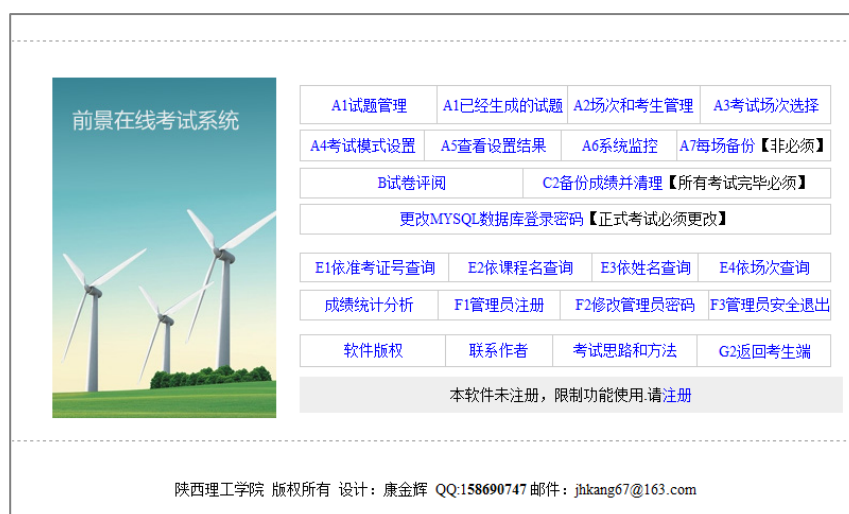 前景在线考试系统
A1试题管理 A1已经生成的试题 A2场次和考生管理 A3考试场次选择
A4考试模式设置 A5查看设置结果 A6系统监控 A7每场备份【非必须】
B试卷评阅 C2备份成绩并清理【所有考试完毕必须】
更改MYSQL数据库登录密码【正式考试必须更改】
E1依准考证号查询 E2依课程名查询 E3依姓名查询 E4依场次查询
成绩统计分析 F1管理员注册 F2修改管理员密码 F3管理员安全退出
软件版权 联系作者 考试思路和方法 G2返回考生端
本软件未注册，限制功能使用.请注册
陕西理工学院 版权所有 设计：康金辉 QQ:158690747 邮件：jhkang67@163.com